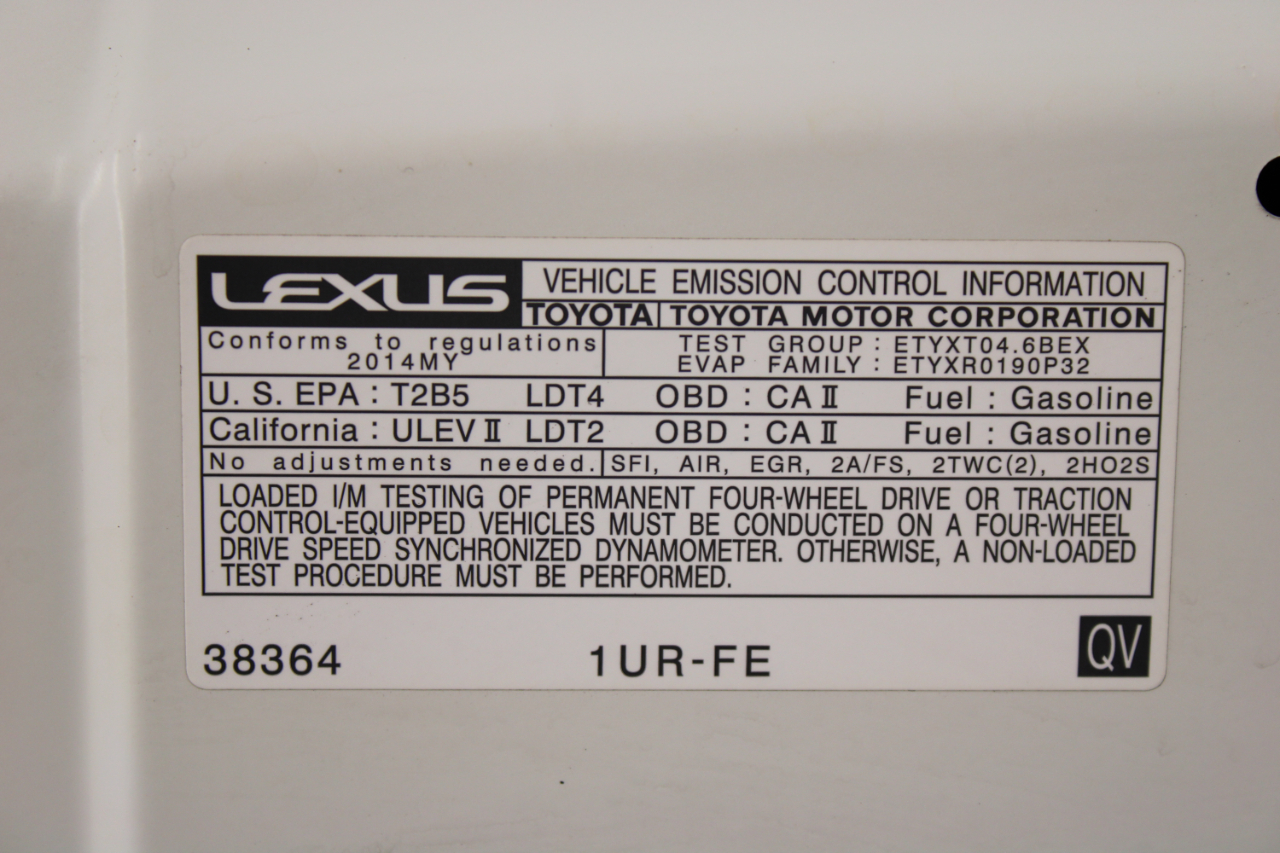 LEXUS VEHICLE EMISSION CONTROL INFORMATION
TOYOTA TOYOTA MOTOR CORPORATION
Conforms to regulations
2014MY
TEST GROUP : ETYXT04.6BEX
EVAP FAMILY : ETYXR0190P32
U. S. EPA : T2B5 LDT4 OBD : CA II Fuel : Gasoline
California : ULEV II LDT2 OBD : CA II Fuel : Gasoline
No adjustments needed. SFI, AIR, EGR, 2A/FS, 2TWC(2), 2HO2S
LOADED I/M TESTING OF PERMANENT FOUR-WHEEL DRIVE OR TRACTION
CONTROL-EQUIPPED VEHICLES MUST BE CONDUCTED ON A FOUR-WHEEL
DRIVE SPEED SYNCHRONIZED DYNAMOMETER. OTHERWISE, A NON-LOADED
TEST PROCEDURE MUST BE PERFORMED.
38364 1UR-FE QV